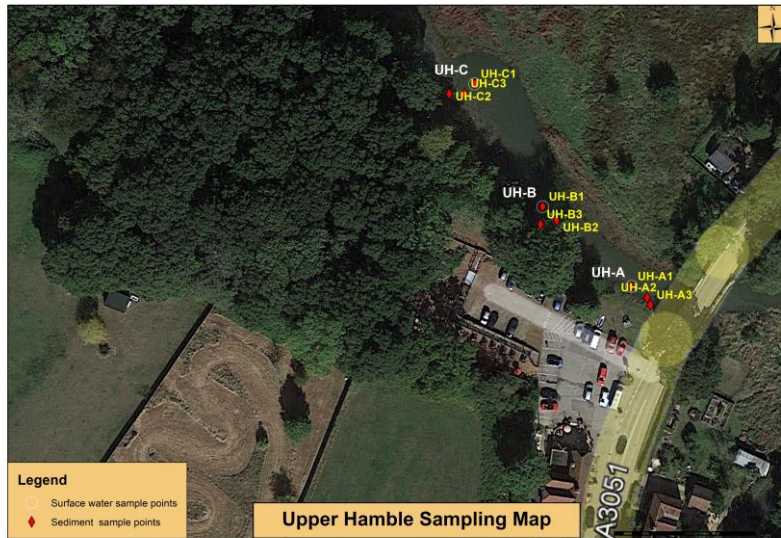 UH-C
UH-C1
UH-C3
UH-C2
UH-B
UH-B1
UH-B3
UH-B2
UH-A
UH-A1
UH-A2
UH-A3
A3051
Legend
Surface water sample points
Sediment sample points
Upper Hamble Sampling Map